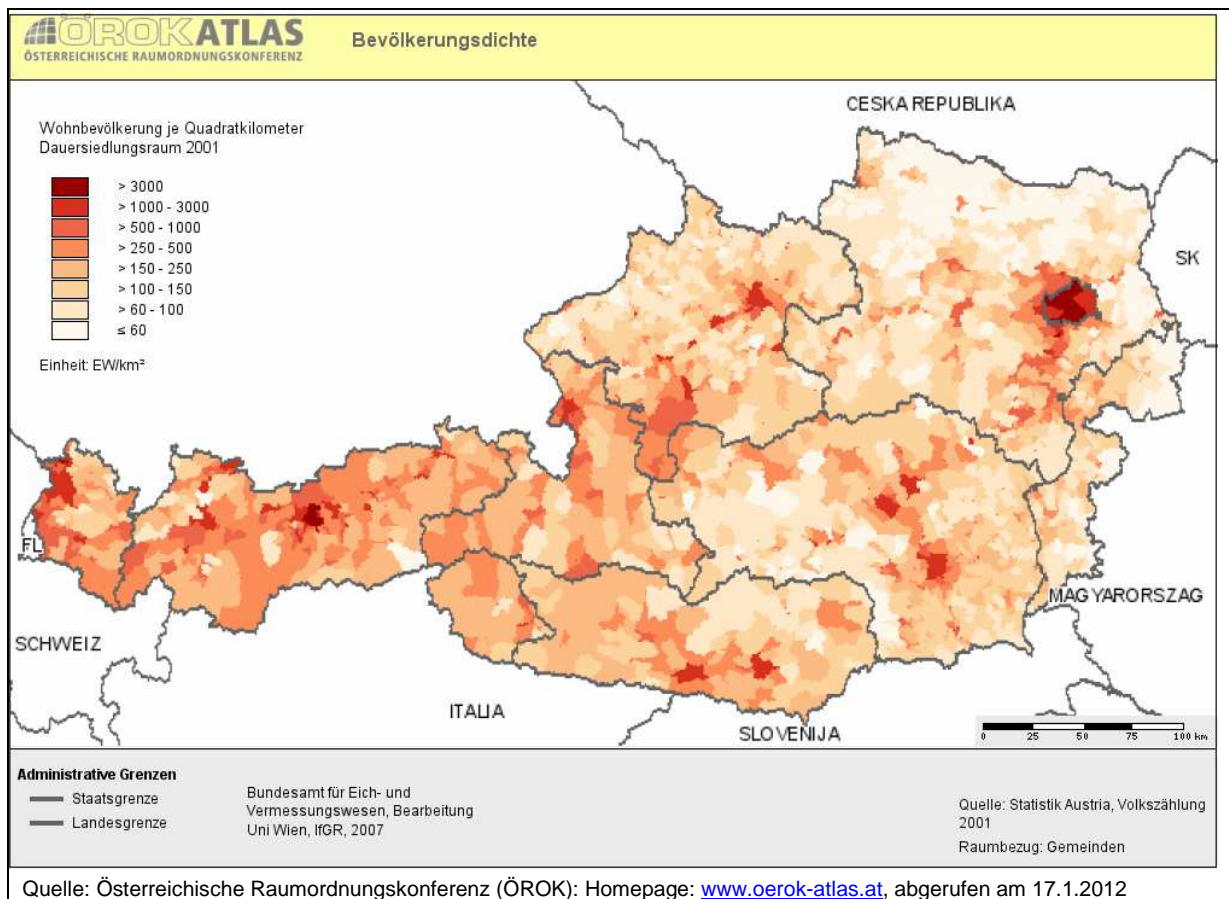 ÖROK ATLAS
ÖSTERREICHISCHE RAUMORDNUNGSKONFERENZ
Bevölkerungsdichte
Wohnbevölkerung je Quadratkilometer
Dauersiedlungsraum 2001
> 3000
> 1000 - 3000
> 500 - 1000
> 250 - 500
> 150 - 250
> 100 - 150
> 60 - 100
≤ 60
Einheit: EW/km²
CESKA REPUBLIKA
SK
FL
MAGYARORSZAG
SCHWEIZ
ITALIA
SLOVENIJA
0 25 50 75 100 km
Administrative Grenzen
Staatsgrenze
Landesgrenze
Bundesamt für Eich- und
Vermessungswesen, Bearbeitung
Uni Wien, IfGR, 2007
Quelle: Statistik Austria, Volkszählung
2001
Raumbezug: Gemeinden
Quelle: Österreichische Raumordnungskonferenz (ÖROK): Homepage: www.oerok-atlas.at, abgerufen am 17.1.2012